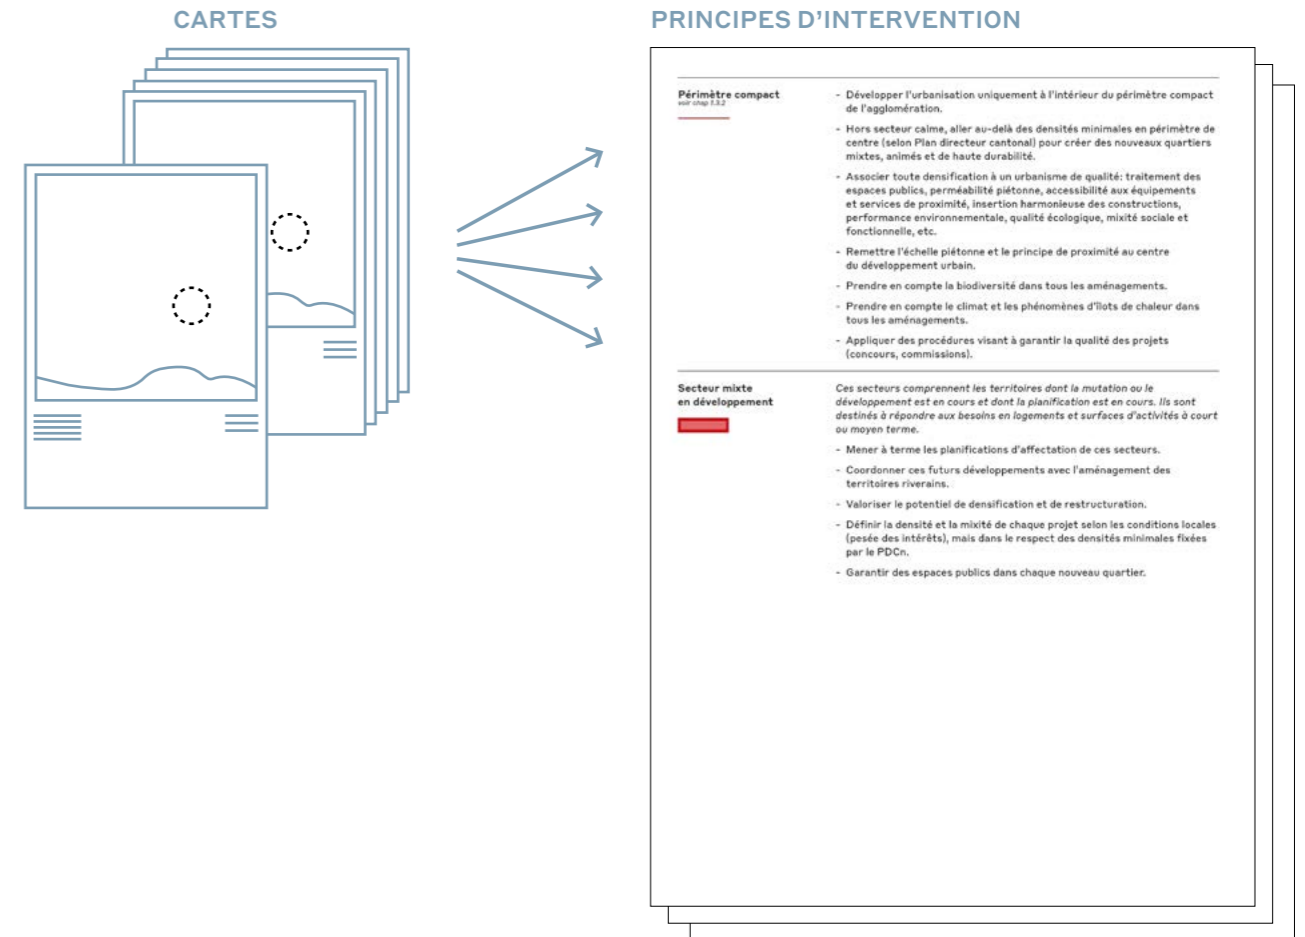 CARTES
PRINCIPES D’INTERVENTION
Périmètre compact
voir chap 1.3.2
- Développer l’urbanisation uniquement à l’intérieur du périmètre compact
de l’agglomération.
- Hors secteur calme, aller au-delà des densités minimales en périmètre de
centre (selon Plan directeur cantonal) pour créer des nouveaux quartiers
mixtes, animés et de haute durabilité.
- Associer toute densification à un urbanisme de qualité: traitement des
espaces publics, perméabilité piétonne, accessibilité aux équipements
et services de proximité, insertion harmonieuse des constructions,
performance environnementale, qualité écologique, mixité sociale et
fonctionnelle, etc.
- Remettre l’échelle piétonne et le principe de proximité au centre
du développement urbain.
- Prendre en compte la biodiversité dans tous les aménagements.
- Prendre en compte le climat et les phénomènes d’îlots de chaleur dans
tous les aménagements.
- Appliquer des procédures visant à garantir la qualité des projets
(concours, commissions).
Secteur mixte
en développement
Ces secteurs comprennent les territoires dont la mutation ou le
développement est en cours et dont la planification est en cours. Ils sont
destinés à répondre aux besoins en logements et surfaces d’activités à court
ou moyen terme.
- Mener à terme les planifications d’affectation de ces secteurs.
- Coordonner ces futurs développements avec l’aménagement des
territoires riverains.
- Valoriser le potentiel de densification et de restructuration.
- Définir la densité et la mixité de chaque projet selon les conditions locales
(pesée des intérêts), mais dans le respect des densités minimales fixées
par le PDCn.
- Garantir des espaces publics dans chaque nouveau quartier.